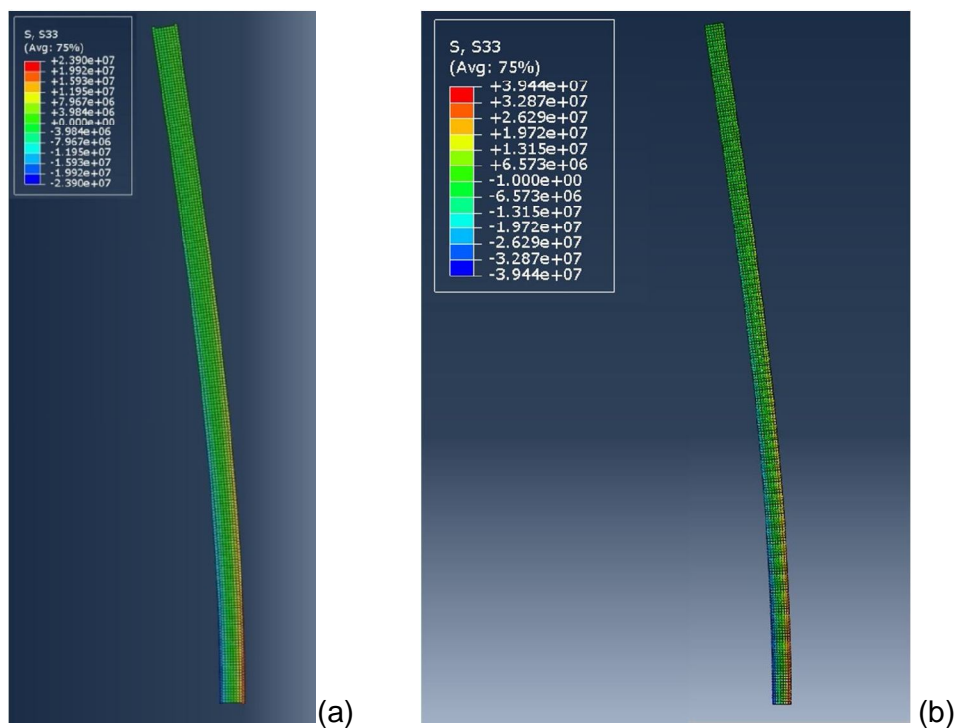 S, S33
(Avg: 75%)
+2.390e+07
+1.992e+07
+1.593e+07
+1.195e+07
+7.967e+06
+3.984e+06
+0.000e+00
-3.984e+06
-7.967e+06
-1.195e+07
-1.593e+07
-1.992e+07
-2.390e+07
(a)
S, S33
(Avg: 75%)
+3.944e+07
+3.287e+07
+2.629e+07
+1.972e+07
+1.315e+07
+6.573e+06
-1.000e+00
-6.573e+06
-1.315e+07
-1.972e+07
-2.629e+07
-3.287e+07
-3.944e+07
(b)